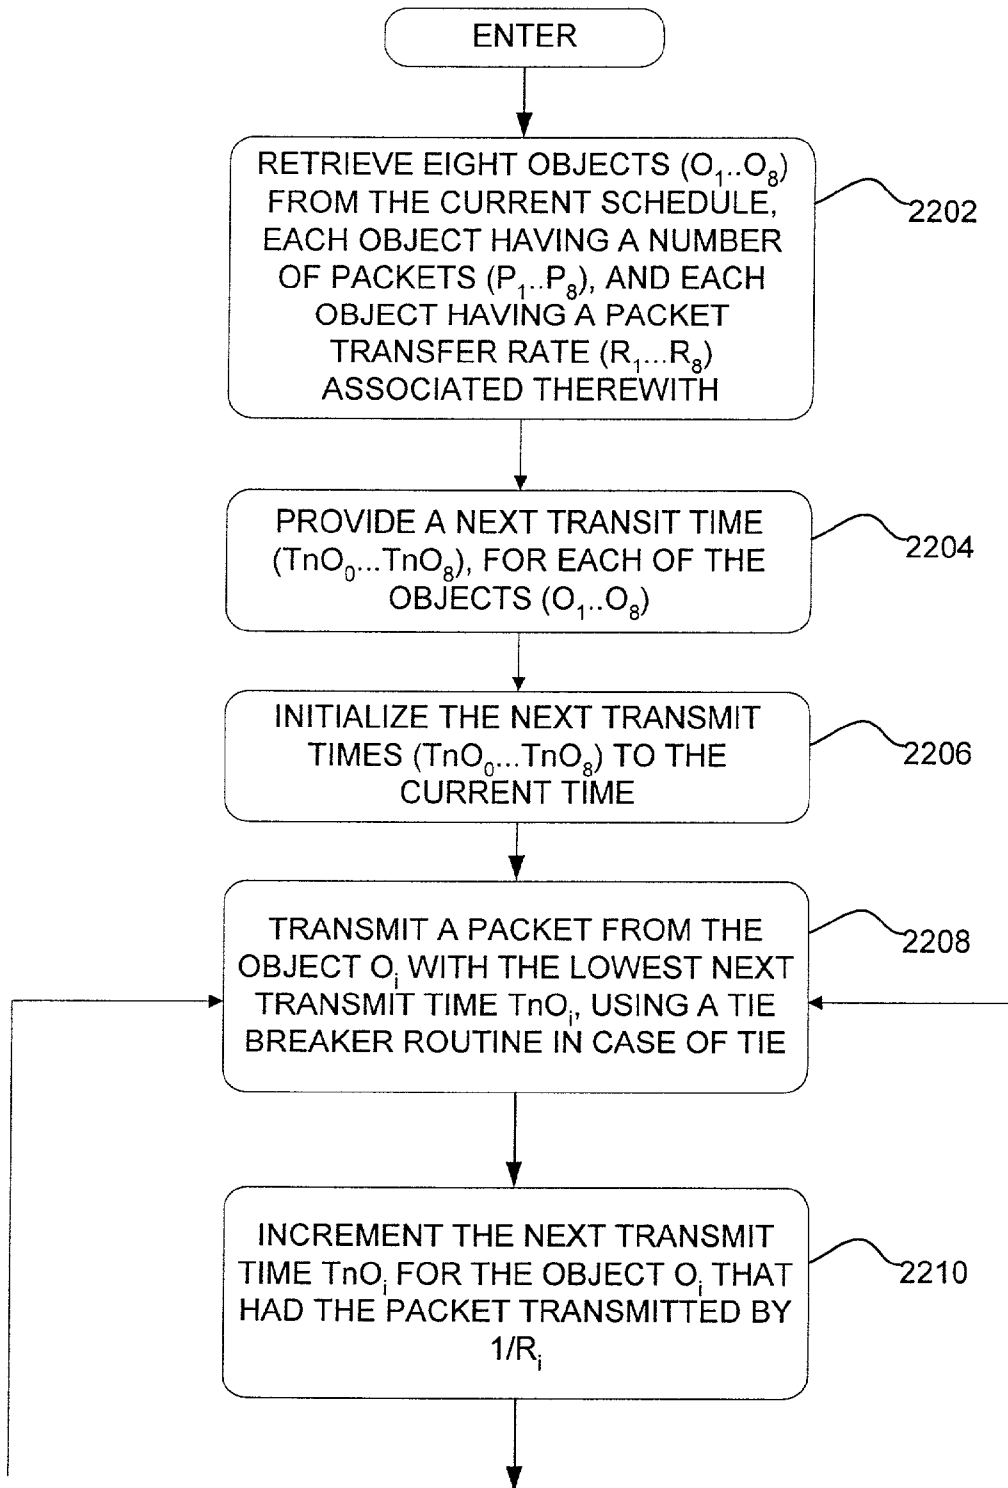 ENTER
RETRIEVE EIGHT OBJECTS (O₁..O₈)
FROM THE CURRENT SCHEDULE,
EACH OBJECT HAVING A NUMBER
OF PACKETS (P₁..P₈), AND EACH
OBJECT HAVING A PACKET
TRANSFER RATE (R₁...R₈)
ASSOCIATED THEREWITH
2202
PROVIDE A NEXT TRANSIT TIME
(TnO₀...TnO₈), FOR EACH OF THE
OBJECTS (O₁..O₈)
2204
INITIALIZE THE NEXT TRANSMIT
TIMES (TnO₀...TnO₈) TO THE
CURRENT TIME
2206
TRANSMIT A PACKET FROM THE
OBJECT Oᵢ WITH THE LOWEST NEXT
TRANSMIT TIME TnOᵢ, USING A TIE
BREAKER ROUTINE IN CASE OF TIE
2208
INCREMENT THE NEXT TRANSMIT
TIME TnOᵢ FOR THE OBJECT Oᵢ THAT
HAD THE PACKET TRANSMITTED BY
1/Rᵢ
2210